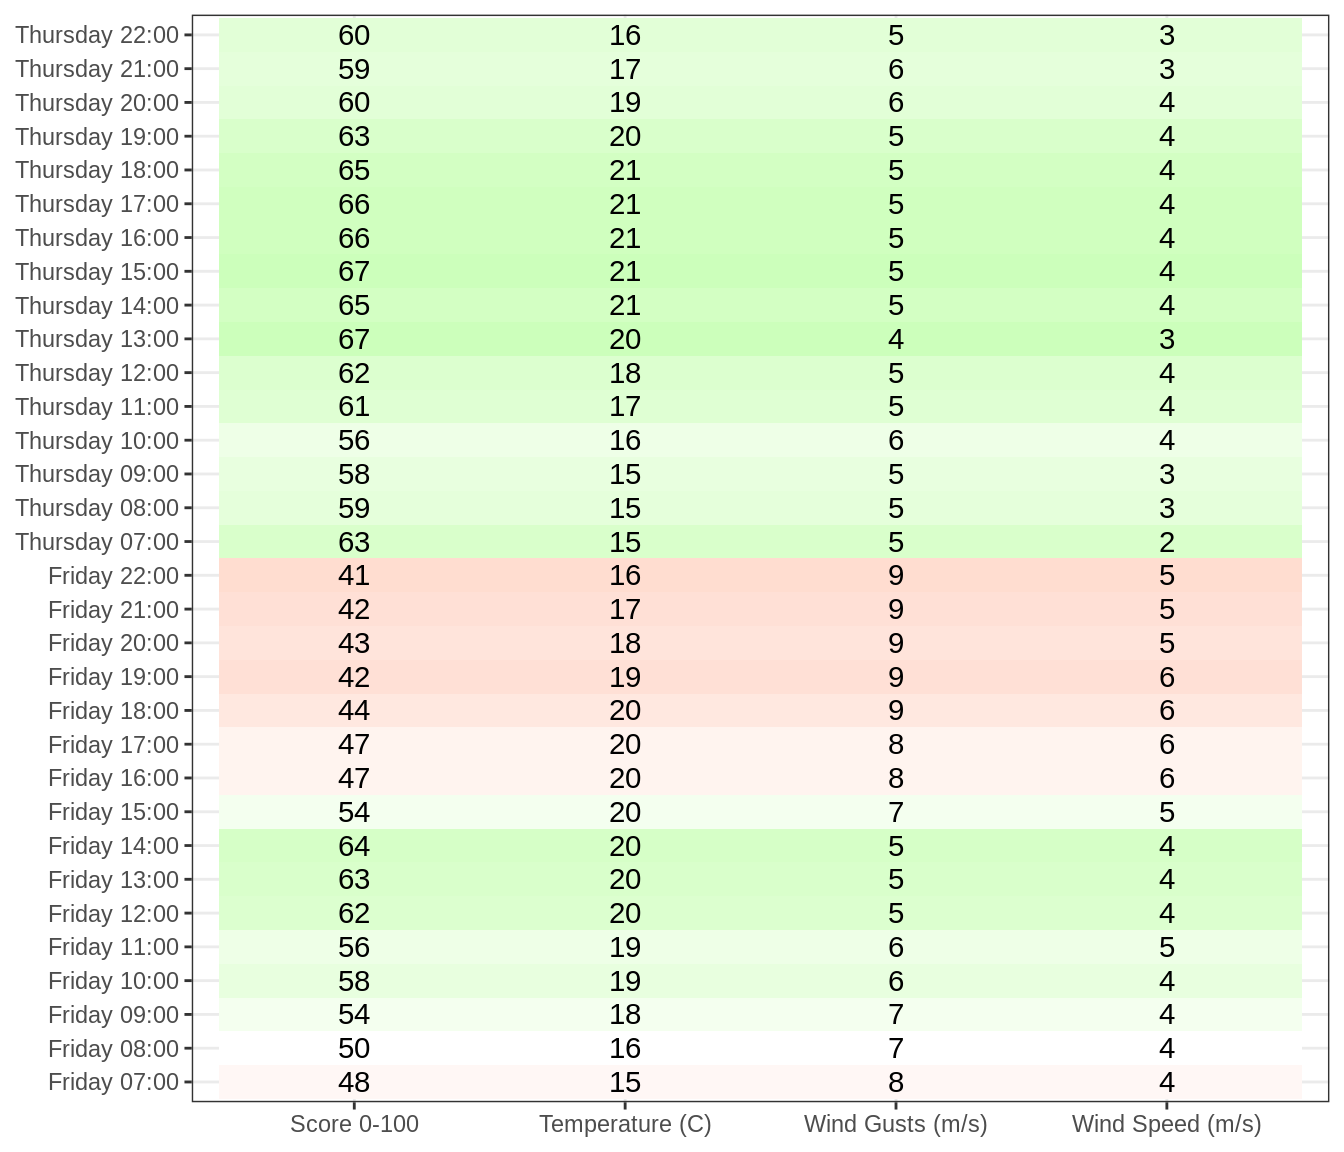 Thursday 22:00 60 16 5 3
Thursday 21:00 59 17 6 3
Thursday 20:00 60 19 6 4
Thursday 19:00 63 20 5 4
Thursday 18:00 65 21 5 4
Thursday 17:00 66 21 5 4
Thursday 16:00 66 21 5 4
Thursday 15:00 67 21 5 4
Thursday 14:00 65 21 5 4
Thursday 13:00 67 20 4 3
Thursday 12:00 62 18 5 4
Thursday 11:00 61 17 5 4
Thursday 10:00 56 16 6 4
Thursday 09:00 58 15 5 3
Thursday 08:00 59 15 5 3
Thursday 07:00 63 15 5 2
Friday 22:00 41 16 9 5
Friday 21:00 42 17 9 5
Friday 20:00 43 18 9 5
Friday 19:00 42 19 9 6
Friday 18:00 44 20 9 6
Friday 17:00 47 20 8 6
Friday 16:00 47 20 8 6
Friday 15:00 54 20 7 5
Friday 14:00 64 20 5 4
Friday 13:00 63 20 5 4
Friday 12:00 62 20 5 4
Friday 11:00 56 19 6 5
Friday 10:00 58 19 6 4
Friday 09:00 54 18 7 4
Friday 08:00 50 16 7 4
Friday 07:00 48 15 8 4
Score 0-100 Temperature (C) Wind Gusts (m/s) Wind Speed (m/s)